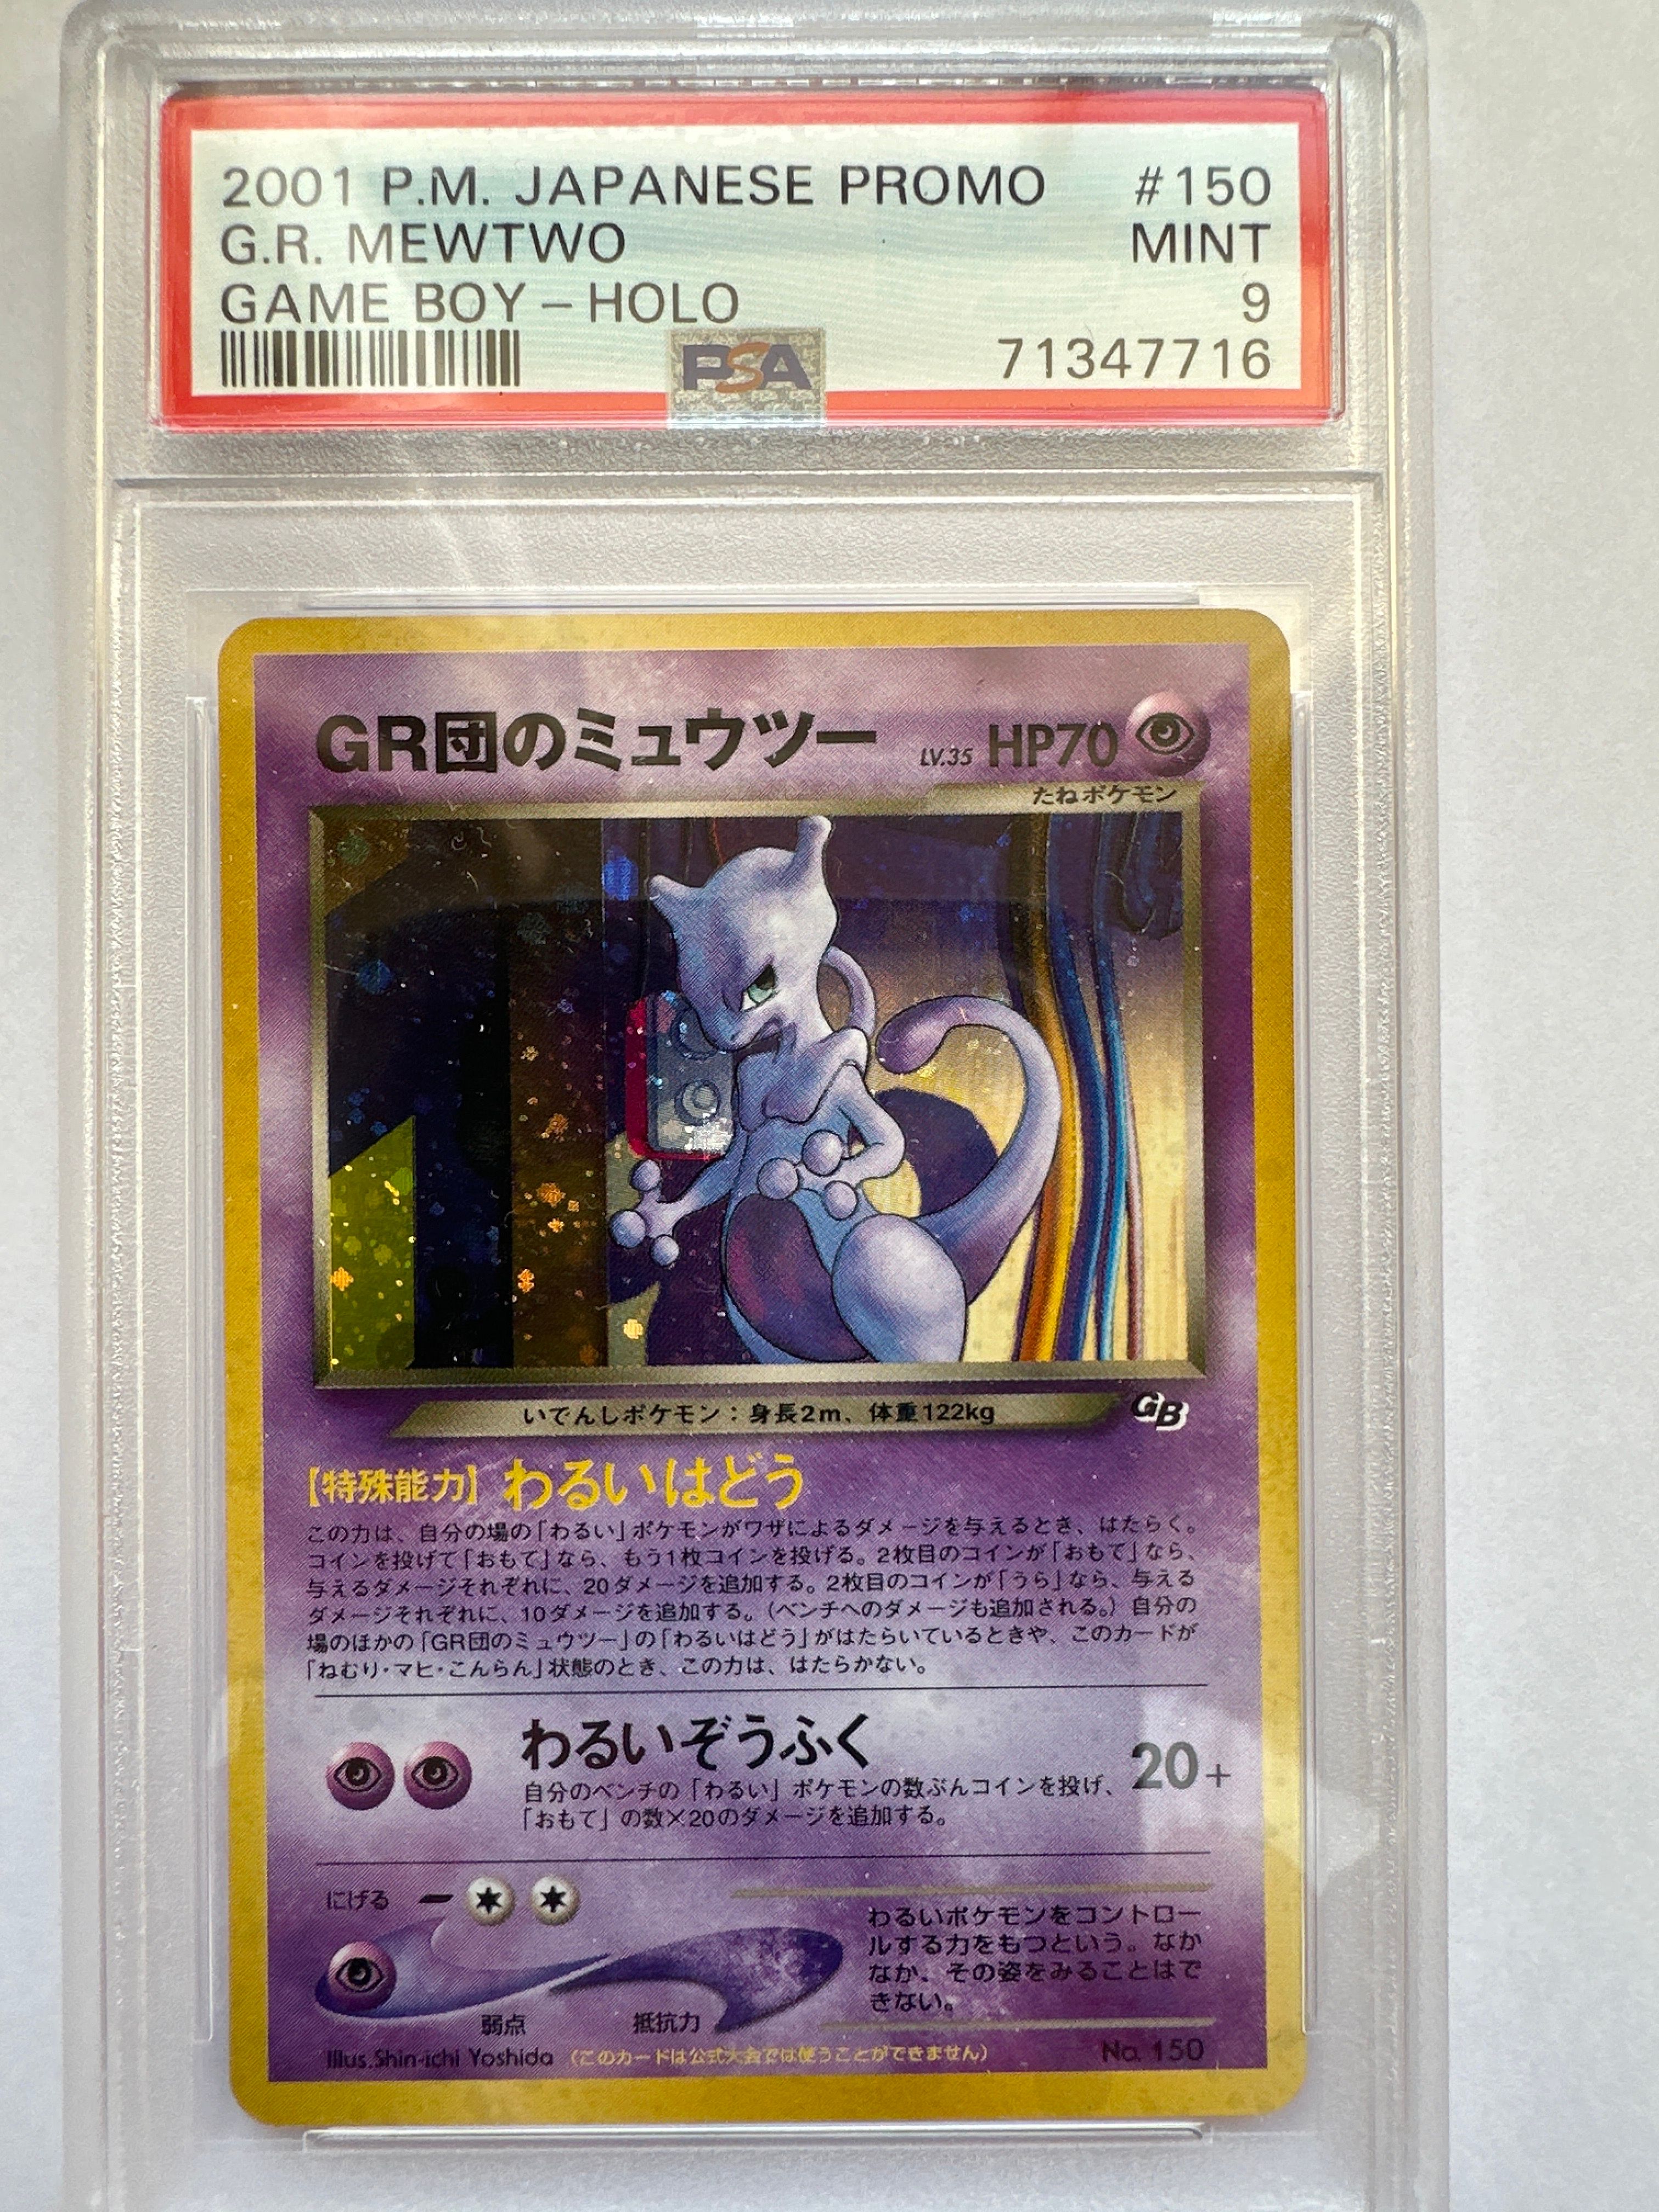 2001 P.M. JAPANESE PROMO #150
G.R. MEWTWO MINT
GAME BOY – HOLO 9
PSA 71347716
GR団のミュウツー LV.35 HP70
たねポケモン
いでんしポケモン：身長2m、体重122kg
GB
【特殊能力】わるいはどう
この力は、自分の場の「わるい」ポケモンがワザによるダメージを与えるとき、はたらく。
コインを投げて「おもて」なら、もう1枚コインを投げる。2枚目のコインが「おもて」なら、
与えるダメージそれぞれに、20ダメージを追加する。2枚目のコインが「うら」なら、与える
ダメージそれぞれに、10ダメージを追加する。（ベンチへのダメージも追加される。）自分の
場のほかの「GR団のミュウツー」の「わるいはどう」がはたらいているときや、このカードが
「ねむり・マヒ・こんらん」状態のとき、この力は、はたらかない。
わるいぞうふく 20+
自分のベンチの「わるい」ポケモンの数ぶんコインを投げ、
「おもて」の数×20のダメージを追加する。
にげる
弱点 抵抗力
わるいポケモンをコントロー
ルする力をもつという。なか
なか、その姿をみることはで
きない。
Illus.Shin-ichi Yoshida （このカードは公式大会では使うことができません） No. 150